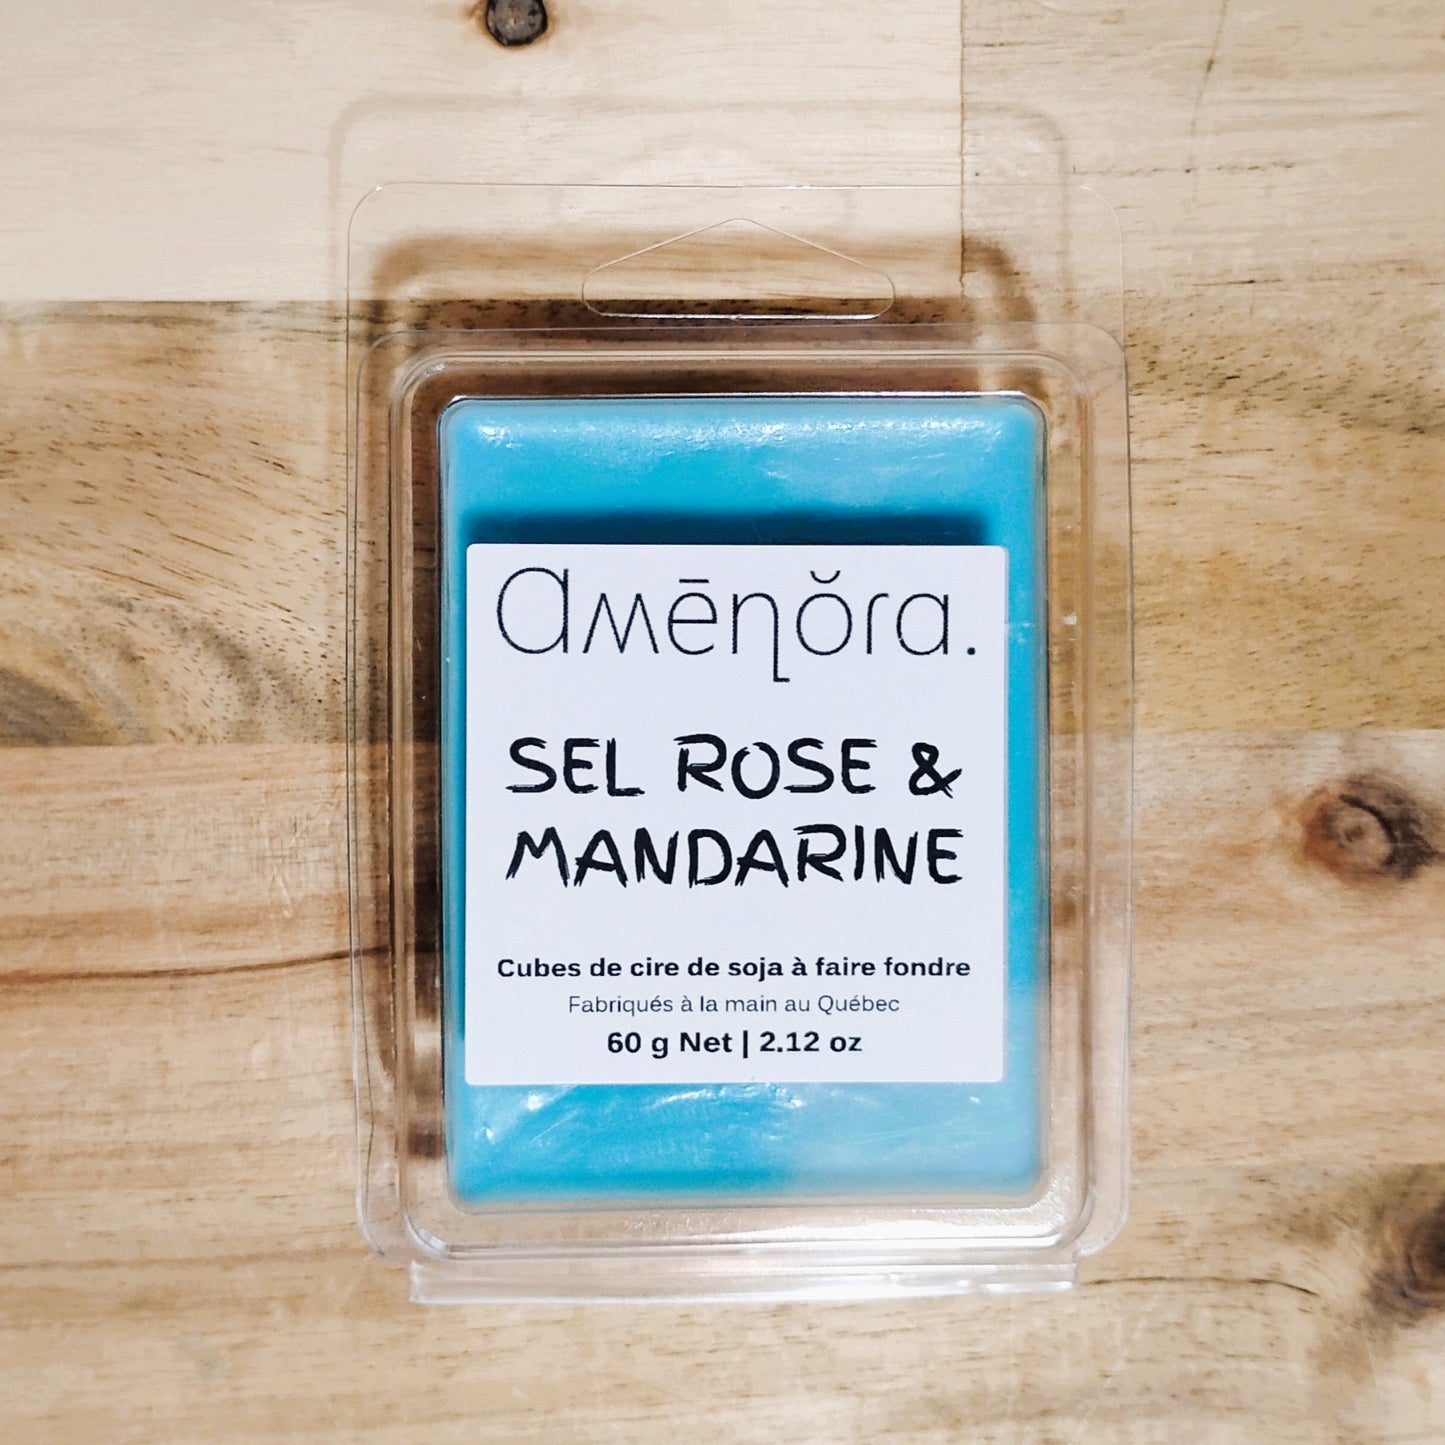 amēnŏra.
SEL ROSE &
MANDARINE
Cubes de cire de soja à faire fondre
Fabriqués à la main au Québec
60 g Net | 2.12 oz